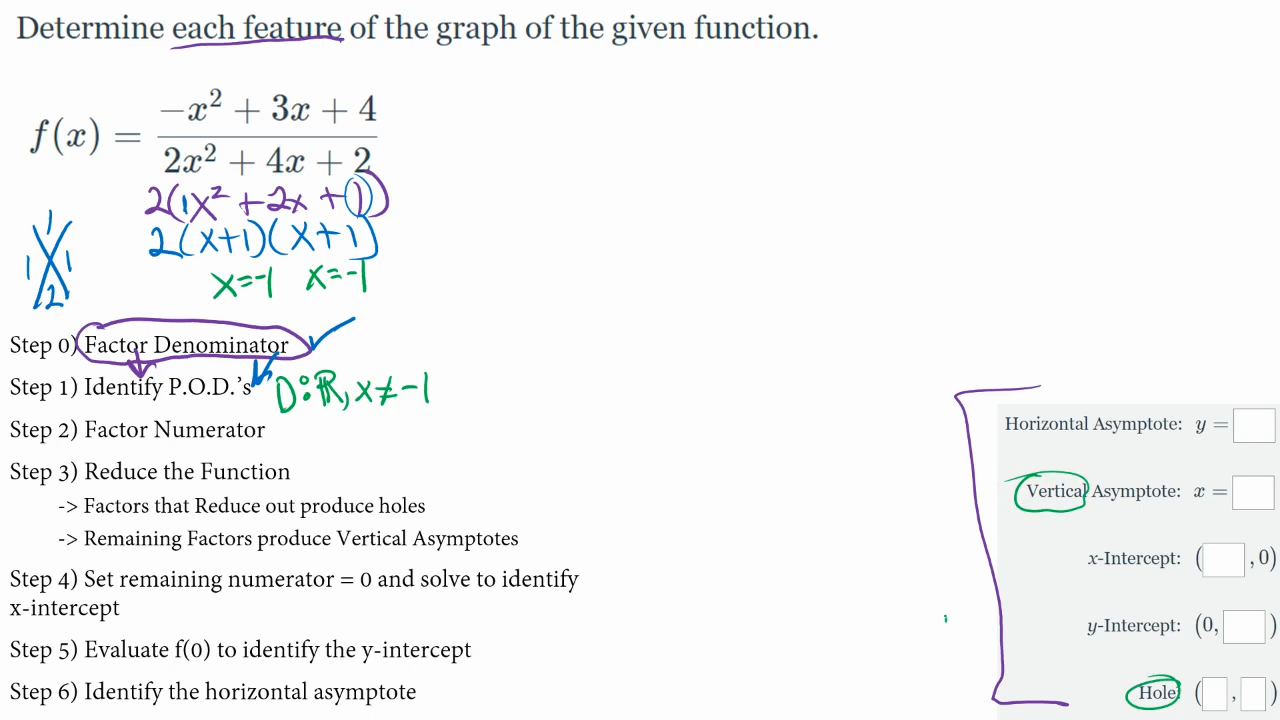 Determine each feature of the graph of the given function.
f(x) = (−x² + 3x + 4)/(2x² + 4x + 2)
2(1x² + 2x + 1)
2(x+1)(x+1)
x=-1 x=-1
1
1 1
2
Step 0) Factor Denominator
Step 1) Identify P.O.D.’s D: ℝ, x ≠ -1
Step 2) Factor Numerator
Step 3) Reduce the Function
-> Factors that Reduce out produce holes
-> Remaining Factors produce Vertical Asymptotes
Step 4) Set remaining numerator = 0 and solve to identify
x-intercept
Step 5) Evaluate f(0) to identify the y-intercept
Step 6) Identify the horizontal asymptote
Horizontal Asymptote: y =
Vertical Asymptote: x =
x-Intercept: ( , 0)
y-Intercept: (0, )
Hole ( , )